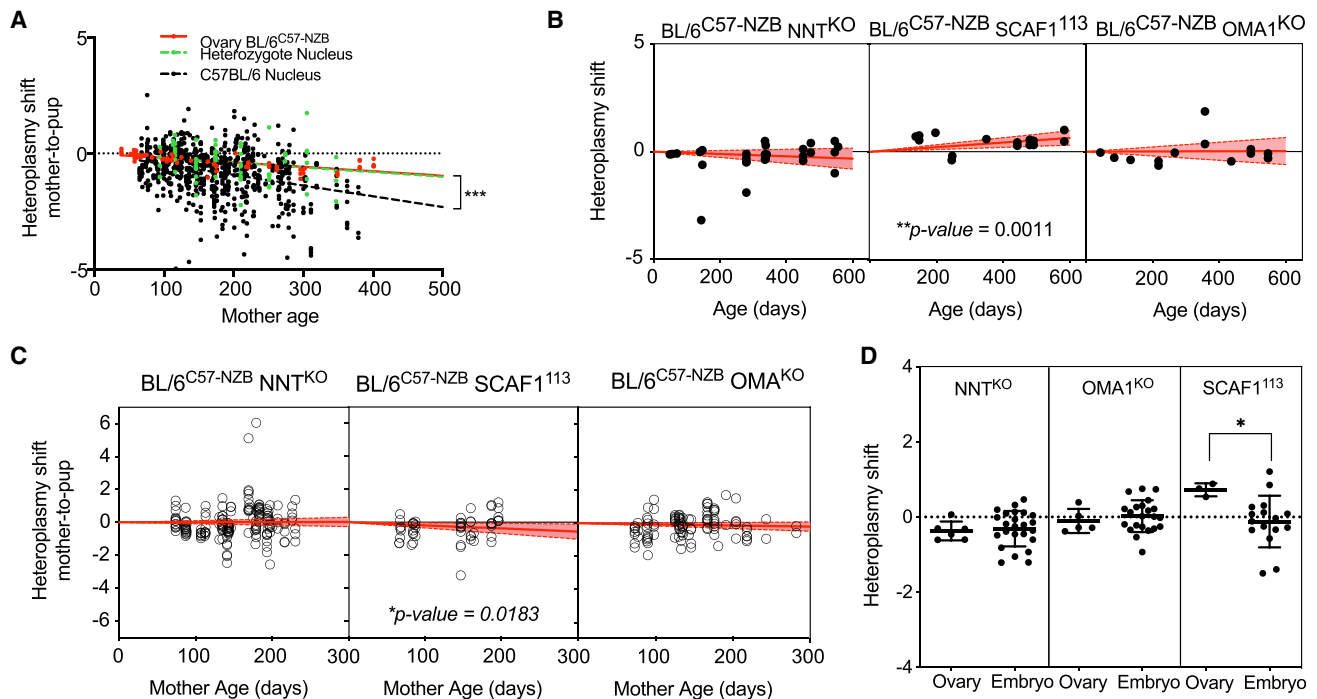 A
Ovary BL/6C57-NZB
Heterozygote Nucleus
C57BL/6 Nucleus
5
0
-5
***
0 100 200 300 400 500
Mother age
Heteroplasmy shift
mother-to-pup
B
BL/6C57-NZB NNTKO BL/6C57-NZB SCAF1113 BL/6C57-NZB OMA1KO
5
0
-5
Heteroplasmy shift
**p-value = 0.0011
0 200 400 600 200 400 600 200 400 600
Age (days) Age (days) Age (days)
C
BL/6C57-NZB NNTKO BL/6C57-NZB SCAF1113 BL/6C57-NZB OMAKO
6
4
2
0
-2
-4
-6
Heteroplasmy shift
mother-to-pup
*p-value = 0.0183
0 100 200 300 100 200 300 100 200 300
Mother Age (days) Mother Age (days) Mother Age (days)
D
4
2
0
-2
-4
Heteroplasmy shift
NNTKO OMA1KO SCAF1113
*
Ovary Embryo Ovary Embryo Ovary Embryo